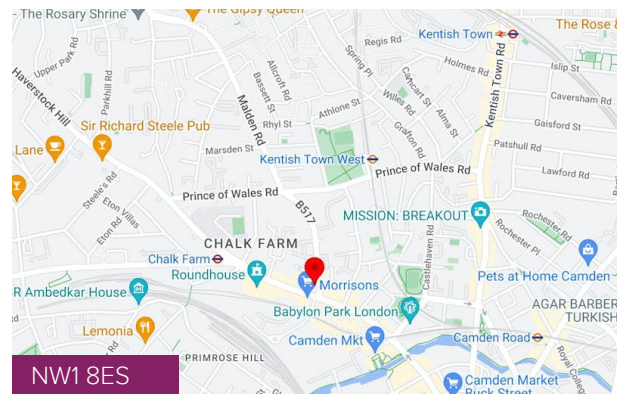 - The Rosary Shrine
The Gipsy Queen
The Rose &
Kentish Town
Regis Rd
Islip St
Upper Park Rd
Parkhill Rd
Allcroft Rd
Spring Pl
Holmes Rd
Kentish Town Rd
Haverstock Hill
Bassett St
Cathcart St
Caversham Rd
Athlone St
Willes Rd
Alma St
Sir Richard Steele Pub
Malden Rd
Rhyl St
Grafton Rd
Gaisford St
Lane
Marsden St
Kentish Town West
Patshull Rd
Prince of Wales Rd
Lawford Rd
Steele's Rd
Prince of Wales Rd
Eton Villas
B517
MISSION: BREAKOUT
Rochester Rd
Eton Rd
CHALK FARM
Rochester Pl
Chalk Farm
Castlehaven Rd
Roundhouse
Morrisons
Pets at Home Camden
BR Ambedkar House
Babylon Park London
AGAR BARBER
TURKISH
Lemonia
Camden Mkt
Camden Road
PRIMROSE HILL
Royal College
Camden Market
Buck Street
NW1 8ES